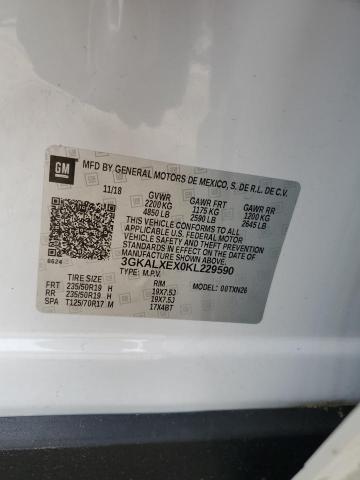 GM
MFD BY GENERAL MOTORS DE MEXICO, S. DE R.L. DE C.V.
11/18 GVWR GAWR FRT GAWR RR
2200 KG 1175 KG 1200 KG
4850 LB 2590 LB 2645 LB
THIS VEHICLE CONFORMS TO ALL
APPLICABLE U.S. FEDERAL MOTOR
VEHICLE SAFETY, BUMPER, AND THEFT PREVENTION
STANDARDS IN EFFECT ON THE DATE OF
MANUFACTURE SHOWN ABOVE.
3GKALXEX0KL229590
6624 TYPE: M.P.V. MODEL: 00TXN26
TIRE SIZE RIM
FRT 235/50R19 H 19X7.5J
RR 235/50R19 H 19X7.5J
SPA T125/70R17 M 17X4BT